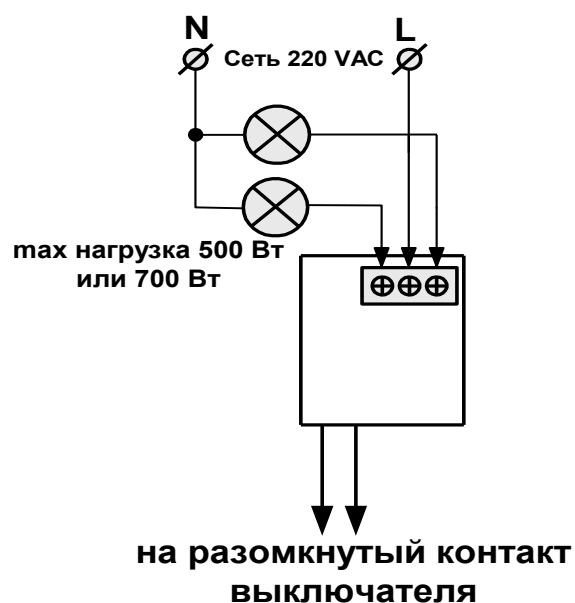 N
L
Сеть 220 VAC
max нагрузка 500 Вт
или 700 Вт
на разомкнутый контакт
выключателя